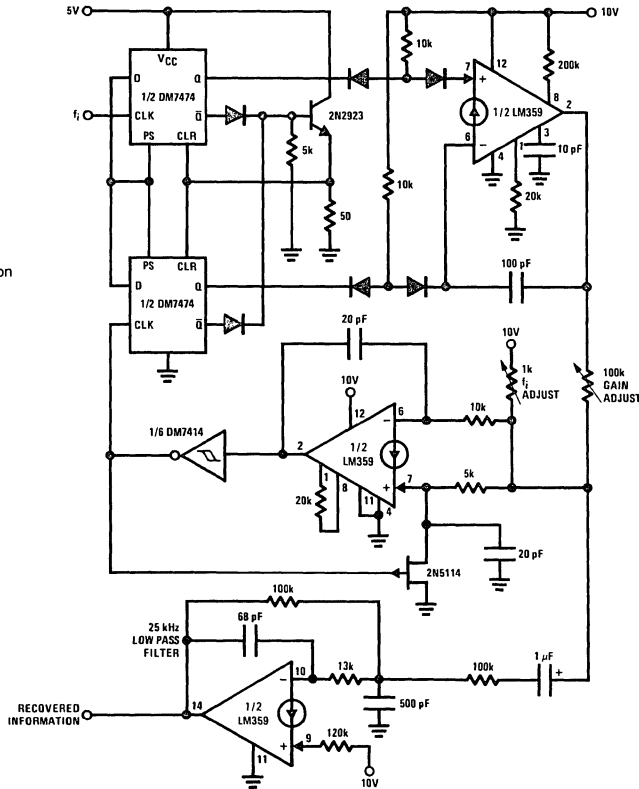 5V
10V
VCC
D
Q
1/2 DM7474
fi
CLK
Q̅
PS
CLR
2N2923
5k
50
10k
10k
7
+
12
200k
8
2
1/2 LM359
6
–
4
1
3
10 pF
20k
PS
CLR
D
Q
1/2 DM7474
CLK
Q̅
on
100 pF
20 pF
10V
1k
fi
ADJUST
100k
GAIN
ADJUST
10V
12
–
6
10k
1/6 DM7414
2
1/2
LM359
+
7
5k
1
8
11
4
20k
2N5114
20 pF
100k
25 kHz
LOW PASS
FILTER
68 pF
–
10
13k
100k
1 µF
+
500 pF
RECOVERED
INFORMATION
14
1/2
LM359
+
9
120k
11
10V